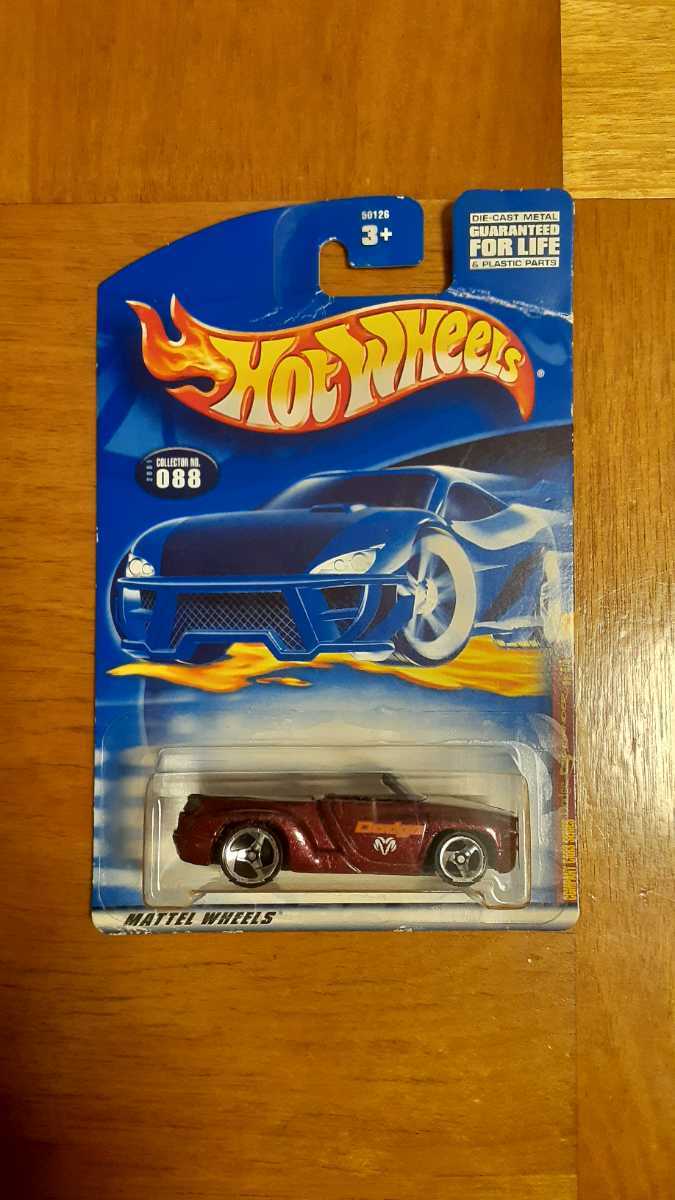 50126
3+
DIE-CAST METAL
GUARANTEED
FOR LIFE
& PLASTIC PARTS
HOT WHEELS®
2001
COLLECTOR NO.
088
Dodge
MATTEL WHEELS